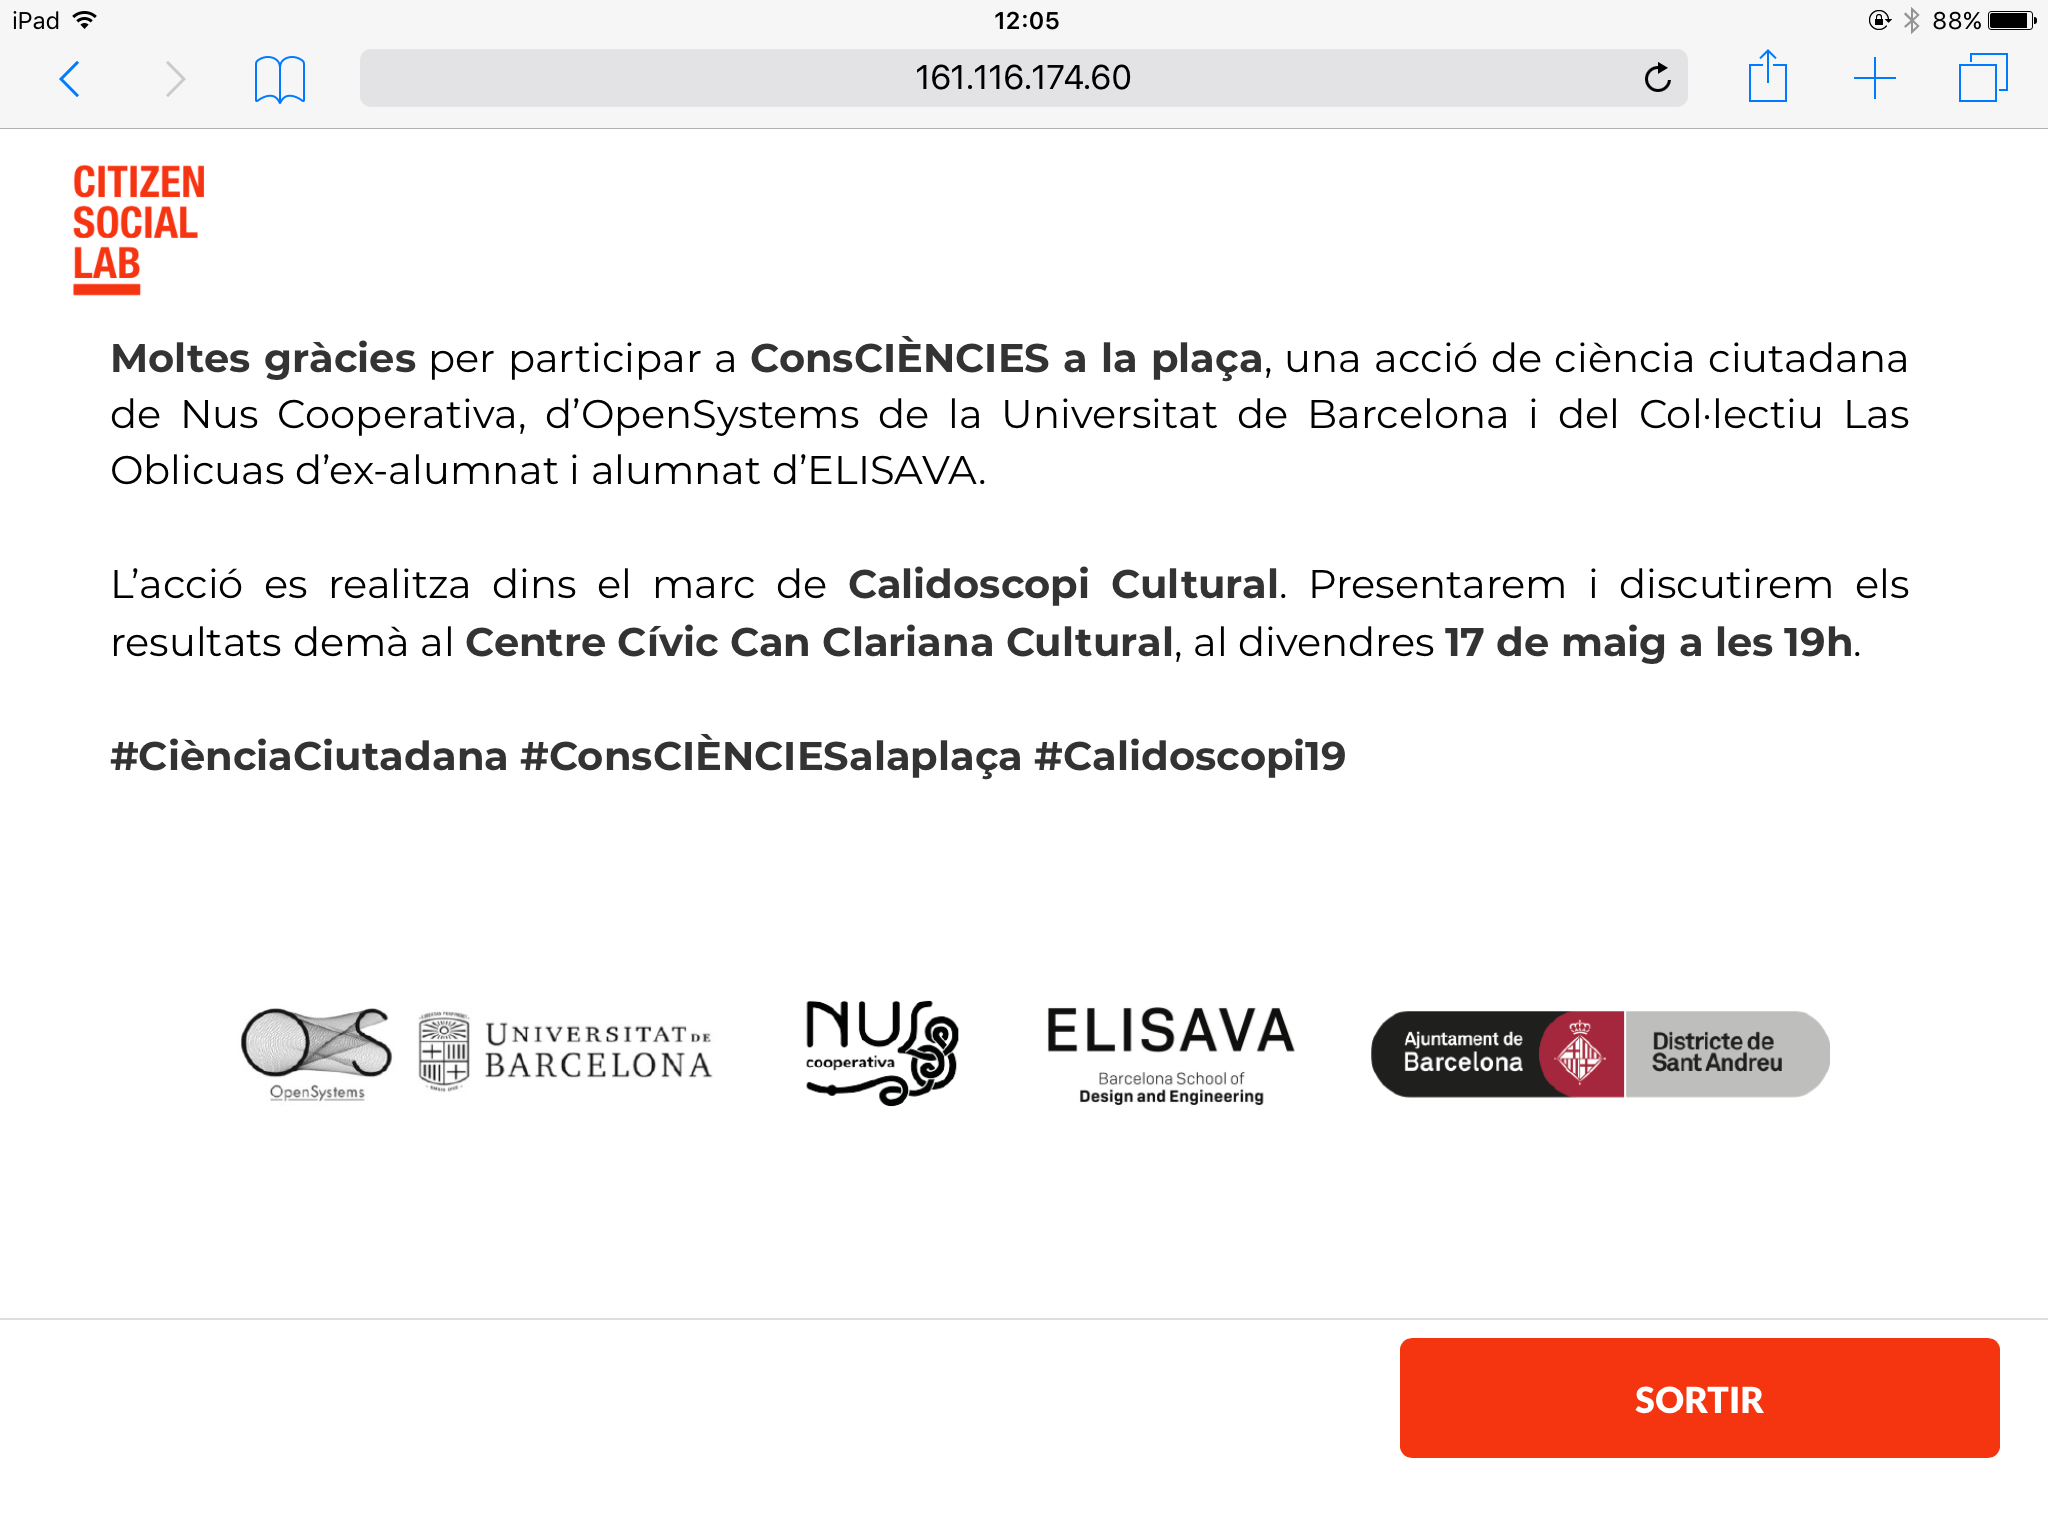 iPad 12:05 88%
161.116.174.60
CITIZEN
SOCIAL
LAB
Moltes gràcies per participar a ConsCIÈNCIES a la plaça, una acció de ciència ciutadana
de Nus Cooperativa, d’OpenSystems de la Universitat de Barcelona i del Col·lectiu Las
Oblicuas d’ex-alumnat i alumnat d’ELISAVA.
L’acció es realitza dins el marc de Calidoscopi Cultural. Presentarem i discutirem els
resultats demà al Centre Cívic Can Clariana Cultural, al divendres 17 de maig a les 19h.
#CiènciaCiutadana #ConsCIÈNCIESalaplaça #Calidoscopi19
OS
OpenSystems
UNIVERSITAT DE
BARCELONA
NUS
cooperativa
ELISAVA
Barcelona School of
Design and Engineering
Ajuntament de
Barcelona
Districte de
Sant Andreu
SORTIR